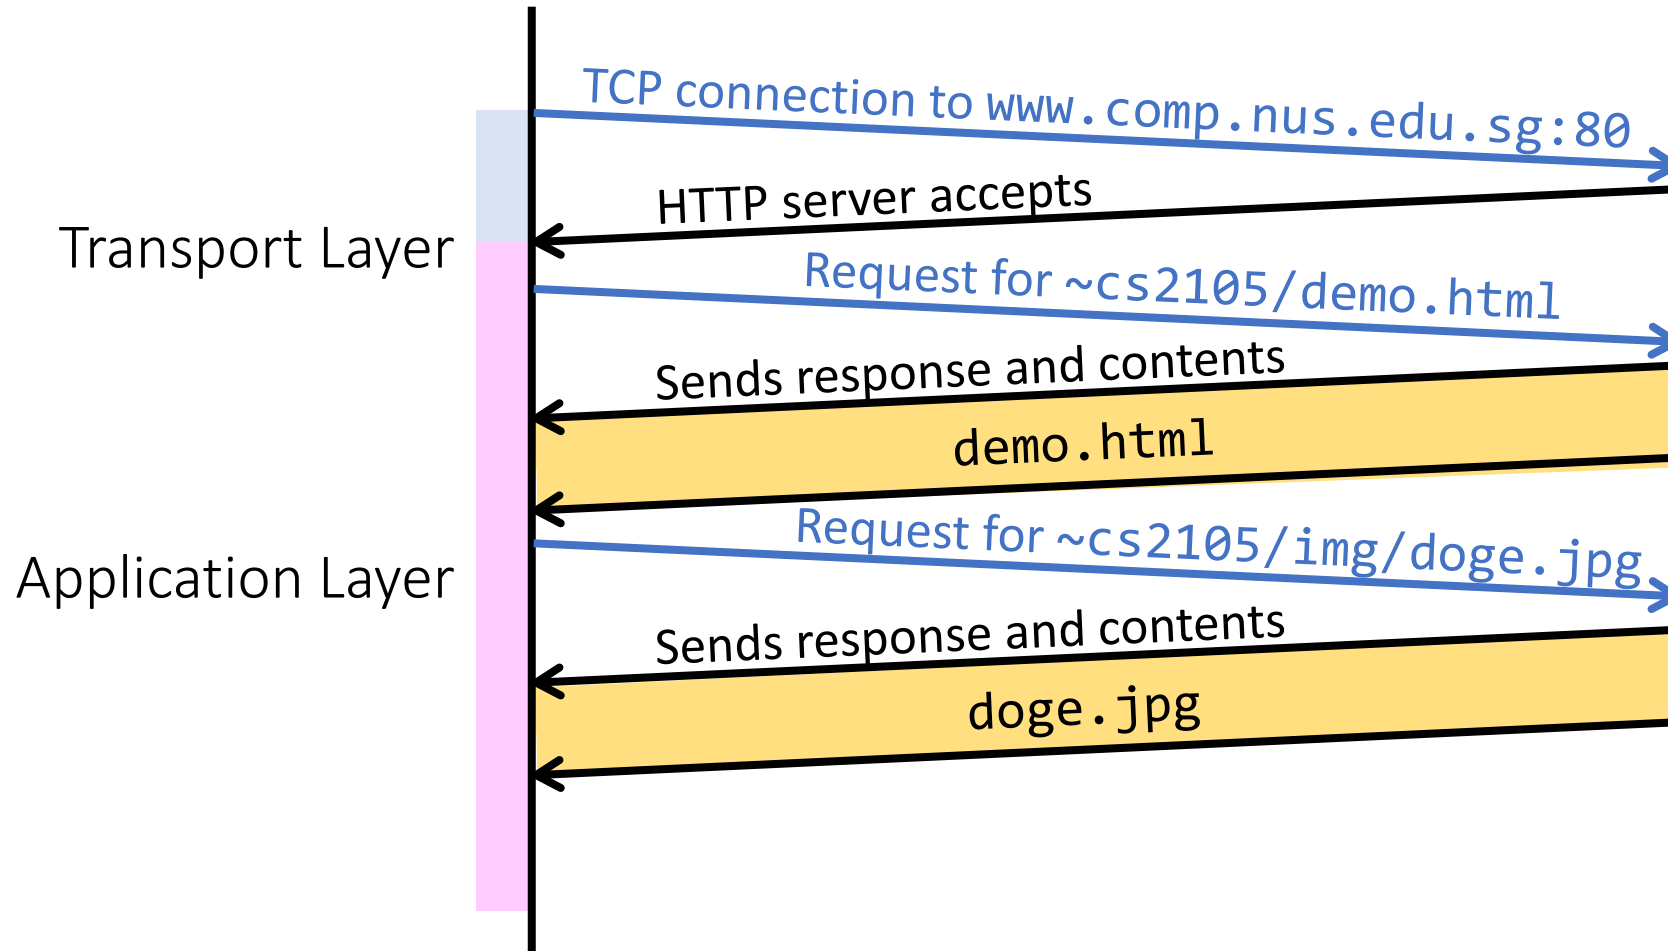 TCP connection to www.comp.nus.edu.sg:80
HTTP server accepts
Transport Layer
Request for ~cs2105/demo.html
Sends response and contents
demo.html
Request for ~cs2105/img/doge.jpg
Application Layer
Sends response and contents
doge.jpg